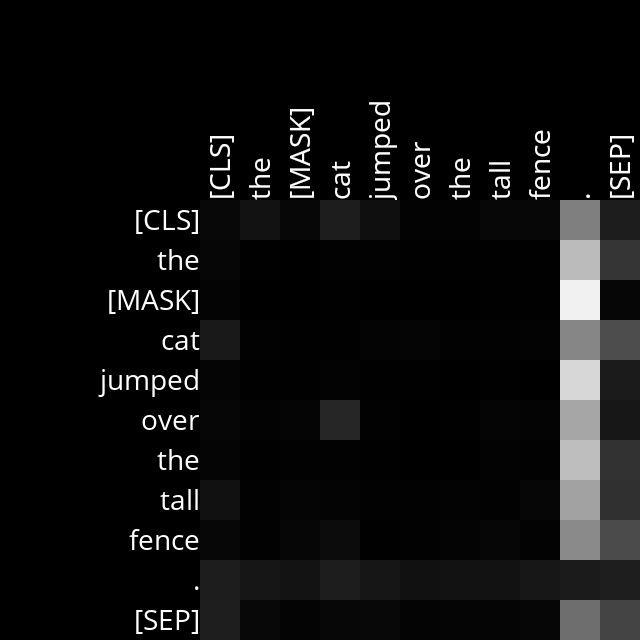 [CLS] the [MASK] cat jumped over the tall fence . [SEP]
[CLS]
the
[MASK]
cat
jumped
over
the
tall
fence
.
[SEP]